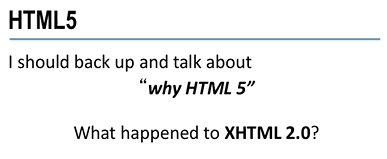 HTML5
I should back up and talk about
“why HTML 5”
What happened to XHTML 2.0?